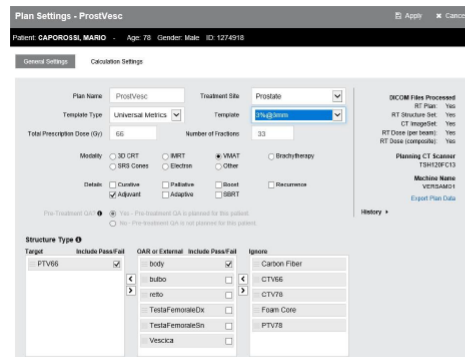 Plan Settings - ProstVesc
Apply
Cance
Patient: CAPOROSSI, MARIO - Age: 78 Gender: Male ID: 1274918
General Settings
Calculation Settings
Plan Name ProstVesc Treatment Site Prostate
Template Type Universal Metrics Template 3%@3mm
Total Prescription Dose (Gy) 66 Number of Fractions 33
Modality 3D CRT IMRT VMAT Brachytherapy
SRS Cones Electron Other
Details Curative Palliative Boost Recurrence
Adjuvant Adaptive SBRT
Pre-Treatment QA? Yes - Pre-treatment QA is planned for this patient.
No - Pre-treatment QA is not planned for this patient.
DICOM Files Processed
RT Plan: Yes
RT Structure Set: Yes
CT ImageSet: Yes
RT Dose (per beam): Yes
RT Dose (composite): Yes
Planning CT Scanner
TSH129FC13
Machine Name
VERSAMO1
Export Plan Data
History
Structure Type
Target Include Pass/Fail OAR or External Include Pass/Fail Ignore
PTV66 body Carbon Fiber
bulbo CTV66
retto CTV78
TestaFemoraleDx Foam Core
TestaFemoraleSn PTV78
Vescica